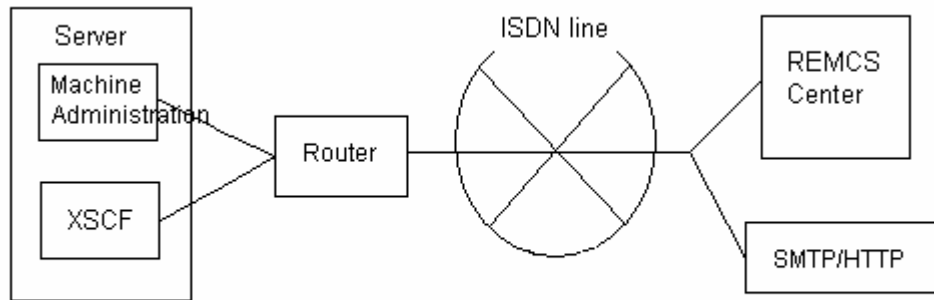 Server
Machine
Administration
XSCF
Router
ISDN line
REMCS
Center
SMTP/HTTP